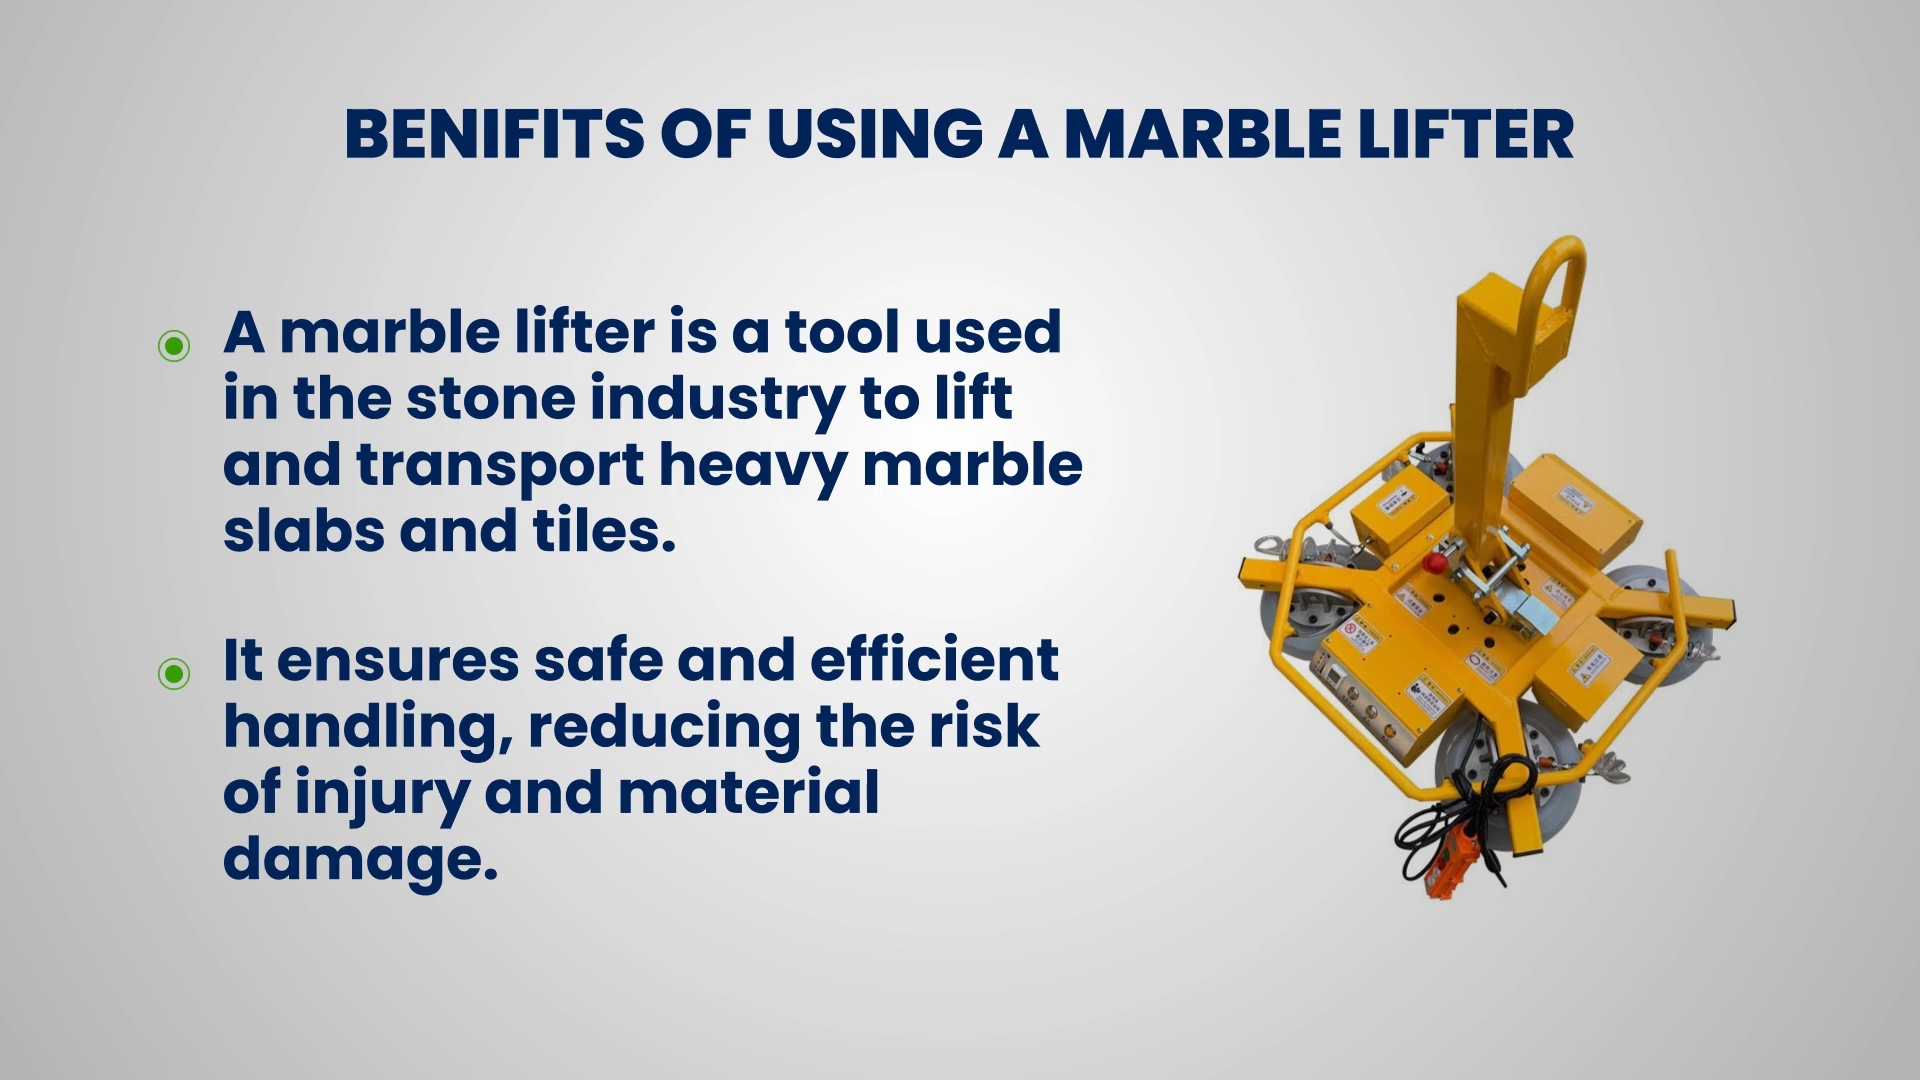 BENIFITS OF USING A MARBLE LIFTER
A marble lifter is a tool used
in the stone industry to lift
and transport heavy marble
slabs and tiles.
It ensures safe and efficient
handling, reducing the risk
of injury and material
damage.